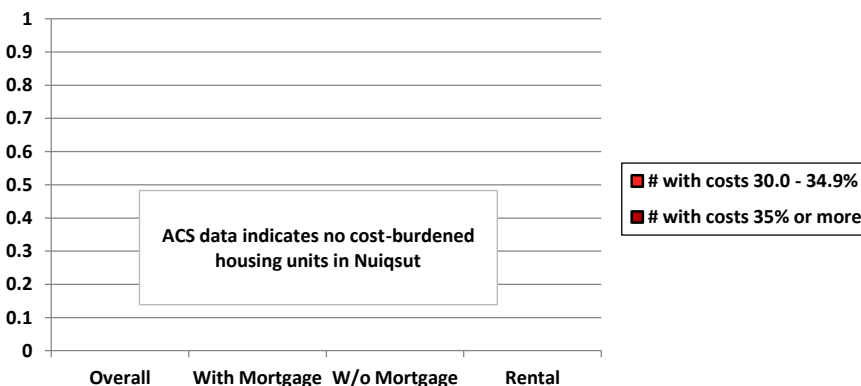 1
0.9
0.8
0.7
0.6
0.5
0.4
0.3
0.2
0.1
0
ACS data indicates no cost-burdened
housing units in Nuiqsut
Overall With Mortgage W/o Mortgage Rental
# with costs 30.0 - 34.9%
# with costs 35% or more